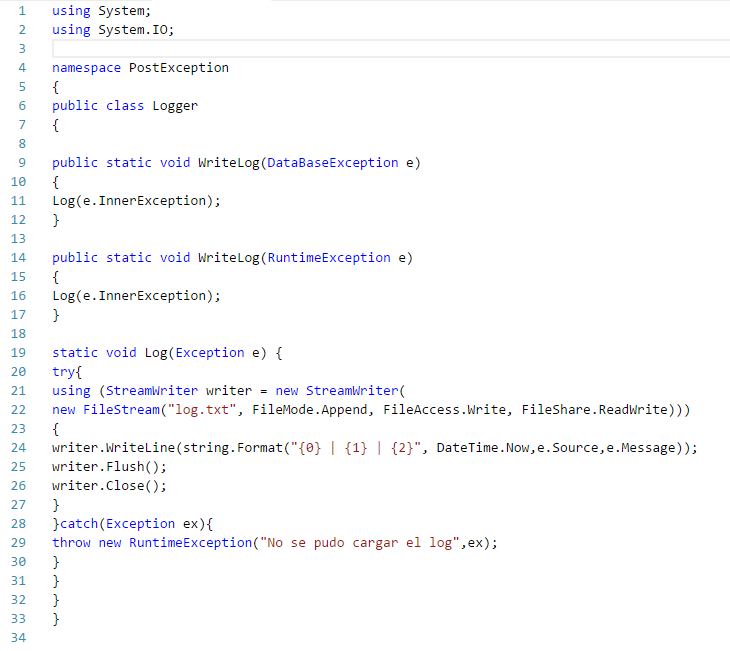 1 using System;
2 using System.IO;
3
4 namespace PostException
5 {
6 public class Logger
7 {
8
9 public static void WriteLog(DataBaseException e)
10 {
11 Log(e.InnerException);
12 }
13
14 public static void WriteLog(RuntimeException e)
15 {
16 Log(e.InnerException);
17 }
18
19 static void Log(Exception e) {
20 try{
21 using (StreamWriter writer = new StreamWriter(
22 new FileStream("log.txt", FileMode.Append, FileAccess.Write, FileShare.ReadWrite)))
23 {
24 writer.WriteLine(string.Format("{0} | {1} | {2}", DateTime.Now,e.Source,e.Message));
25 writer.Flush();
26 writer.Close();
27 }
28 }catch(Exception ex){
29 throw new RuntimeException("No se pudo cargar el log",ex);
30 }
31 }
32 }
33 }
34